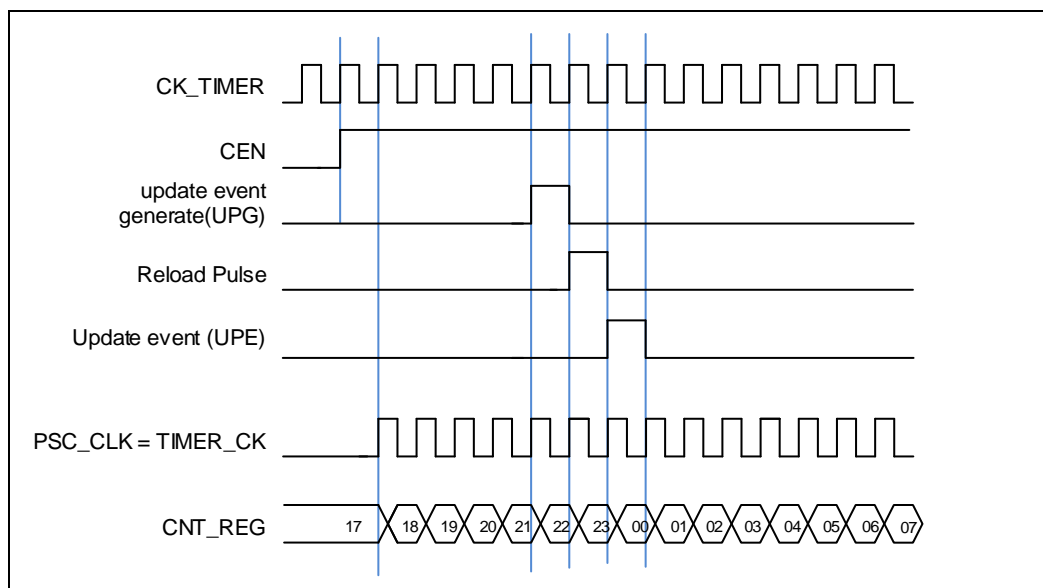 CK_TIMER
CEN
update event
generate(UPG)
Reload Pulse
Update event (UPE)
PSC_CLK = TIMER_CK
CNT_REG 17 18 19 20 21 22 23 00 01 02 03 04 05 06 07